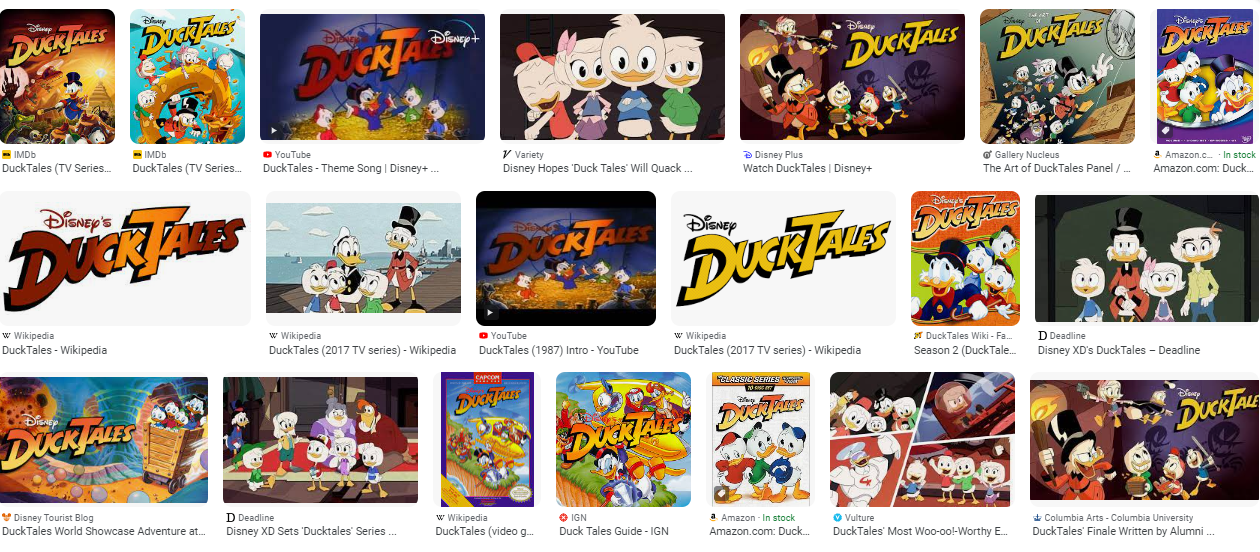 Disney
DUCKTALES
Disney
DUCKTALES
Disney
DUCKTALES
Disney+
Disney
DUCKTALES
THE ART OF
Disney
DUCKTALES
Disney's
DUCKTALES
IMDb
IMDb
YouTube
Variety
Disney Plus
Gallery Nucleus
Amazon.c... · In stock
DuckTales (TV Series...
DuckTales (TV Series...
DuckTales - Theme Song | Disney+ ...
Disney Hopes 'Duck Tales' Will Quack ...
Watch DuckTales | Disney+
The Art of DuckTales Panel / ...
Amazon.com: Duck...
Disney's
DUCKTALES
DUCKTALES
Disney
DUCKTALES
Disney's
DUCKTALES
Wikipedia
Wikipedia
YouTube
Wikipedia
DuckTales Wiki - Fa...
Deadline
DuckTales - Wikipedia
DuckTales (2017 TV series) - Wikipedia
DuckTales (1987) Intro - YouTube
DuckTales (2017 TV series) - Wikipedia
Season 2 (DuckTale...
Disney XD's DuckTales – Deadline
Disney
DUCKTALES
CAPCOM
Disney
DUCKTALES
DUCKTALES
"CLASSIC SERIES
Disney
DUCKTALES
Disney
DUCKTALE
Disney Tourist Blog
Deadline
Wikipedia
IGN
Amazon · In stock
Vulture
Columbia Arts - Columbia University
DuckTales World Showcase Adventure at...
Disney XD Sets 'Ducktales' Series ...
DuckTales (video g...
Duck Tales Guide - IGN
Amazon.com: Duck...
DuckTales' Most Woo-oo!-Worthy E...
DuckTales' Finale Written by Alumni ...